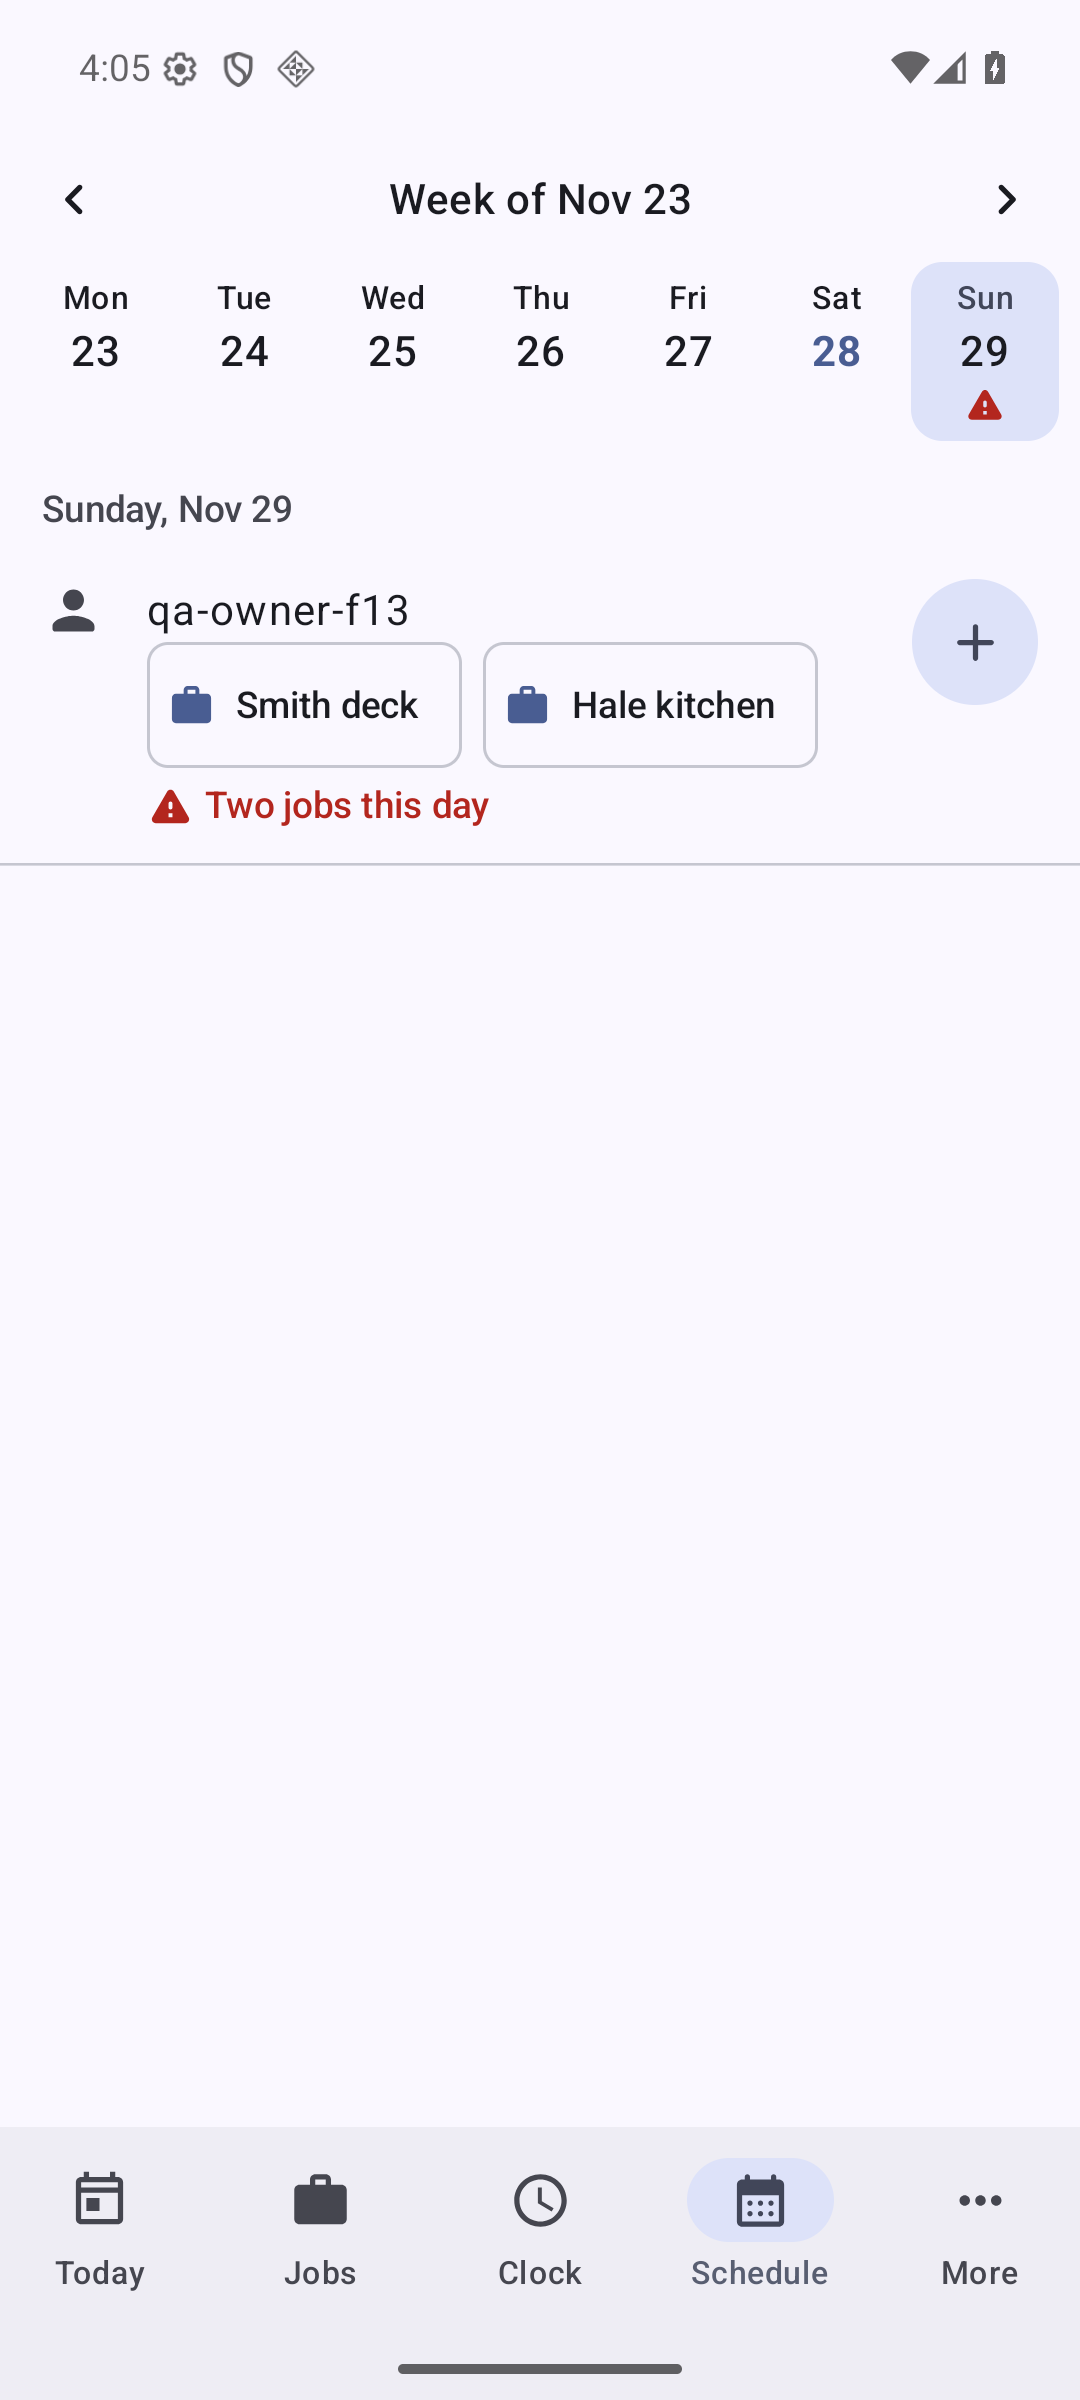 4:05
Week of Nov 23
Mon Tue Wed Thu Fri Sat Sun
23 24 25 26 27 28 29
Sunday, Nov 29
qa-owner-f13
Smith deck Hale kitchen
Two jobs this day
Today Jobs Clock Schedule More